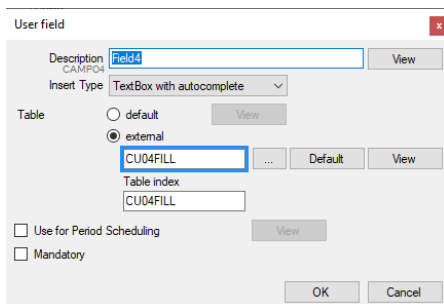 User field
x
Description Field4 View
CAMPO4
Insert Type TextBox with autocomplete
Table default View
external
CU04FILL ... Default View
Table index
CU04FILL
Use for Period Scheduling View
Mandatory
OK Cancel